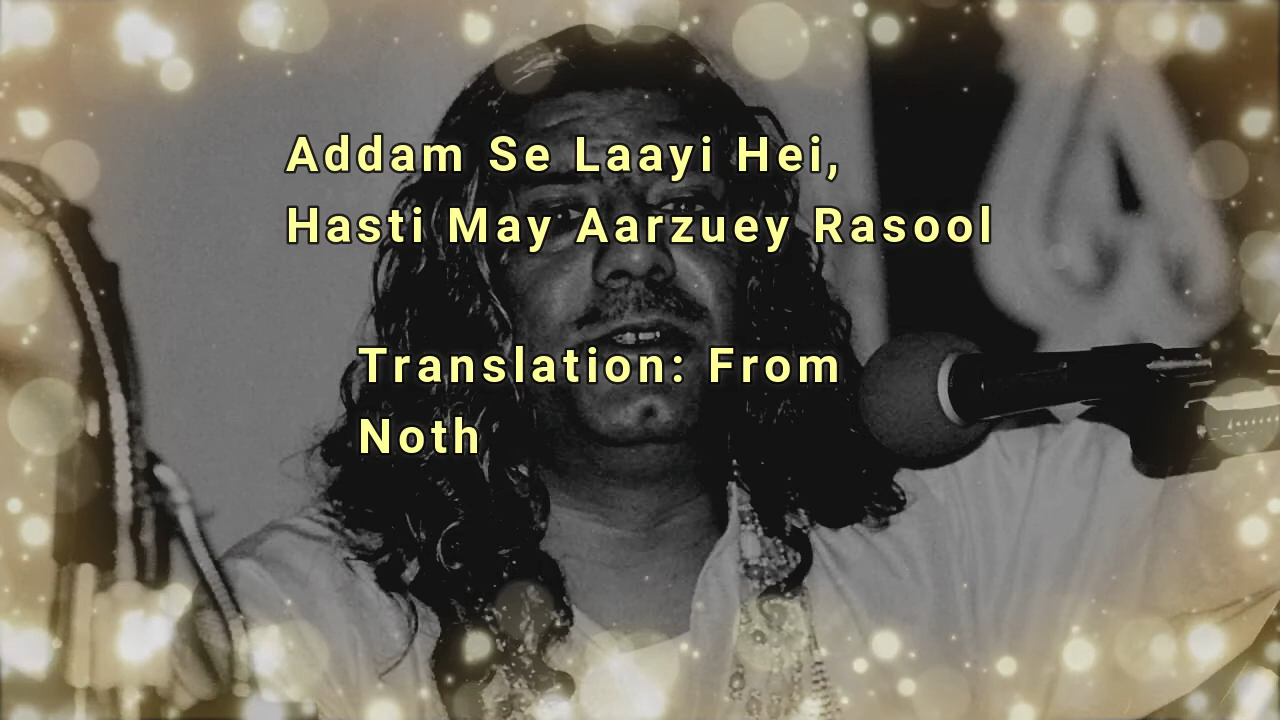 Addam Se Laayi Hei,
Hasti May Aarzuey Rasool
Translation: From
Noth